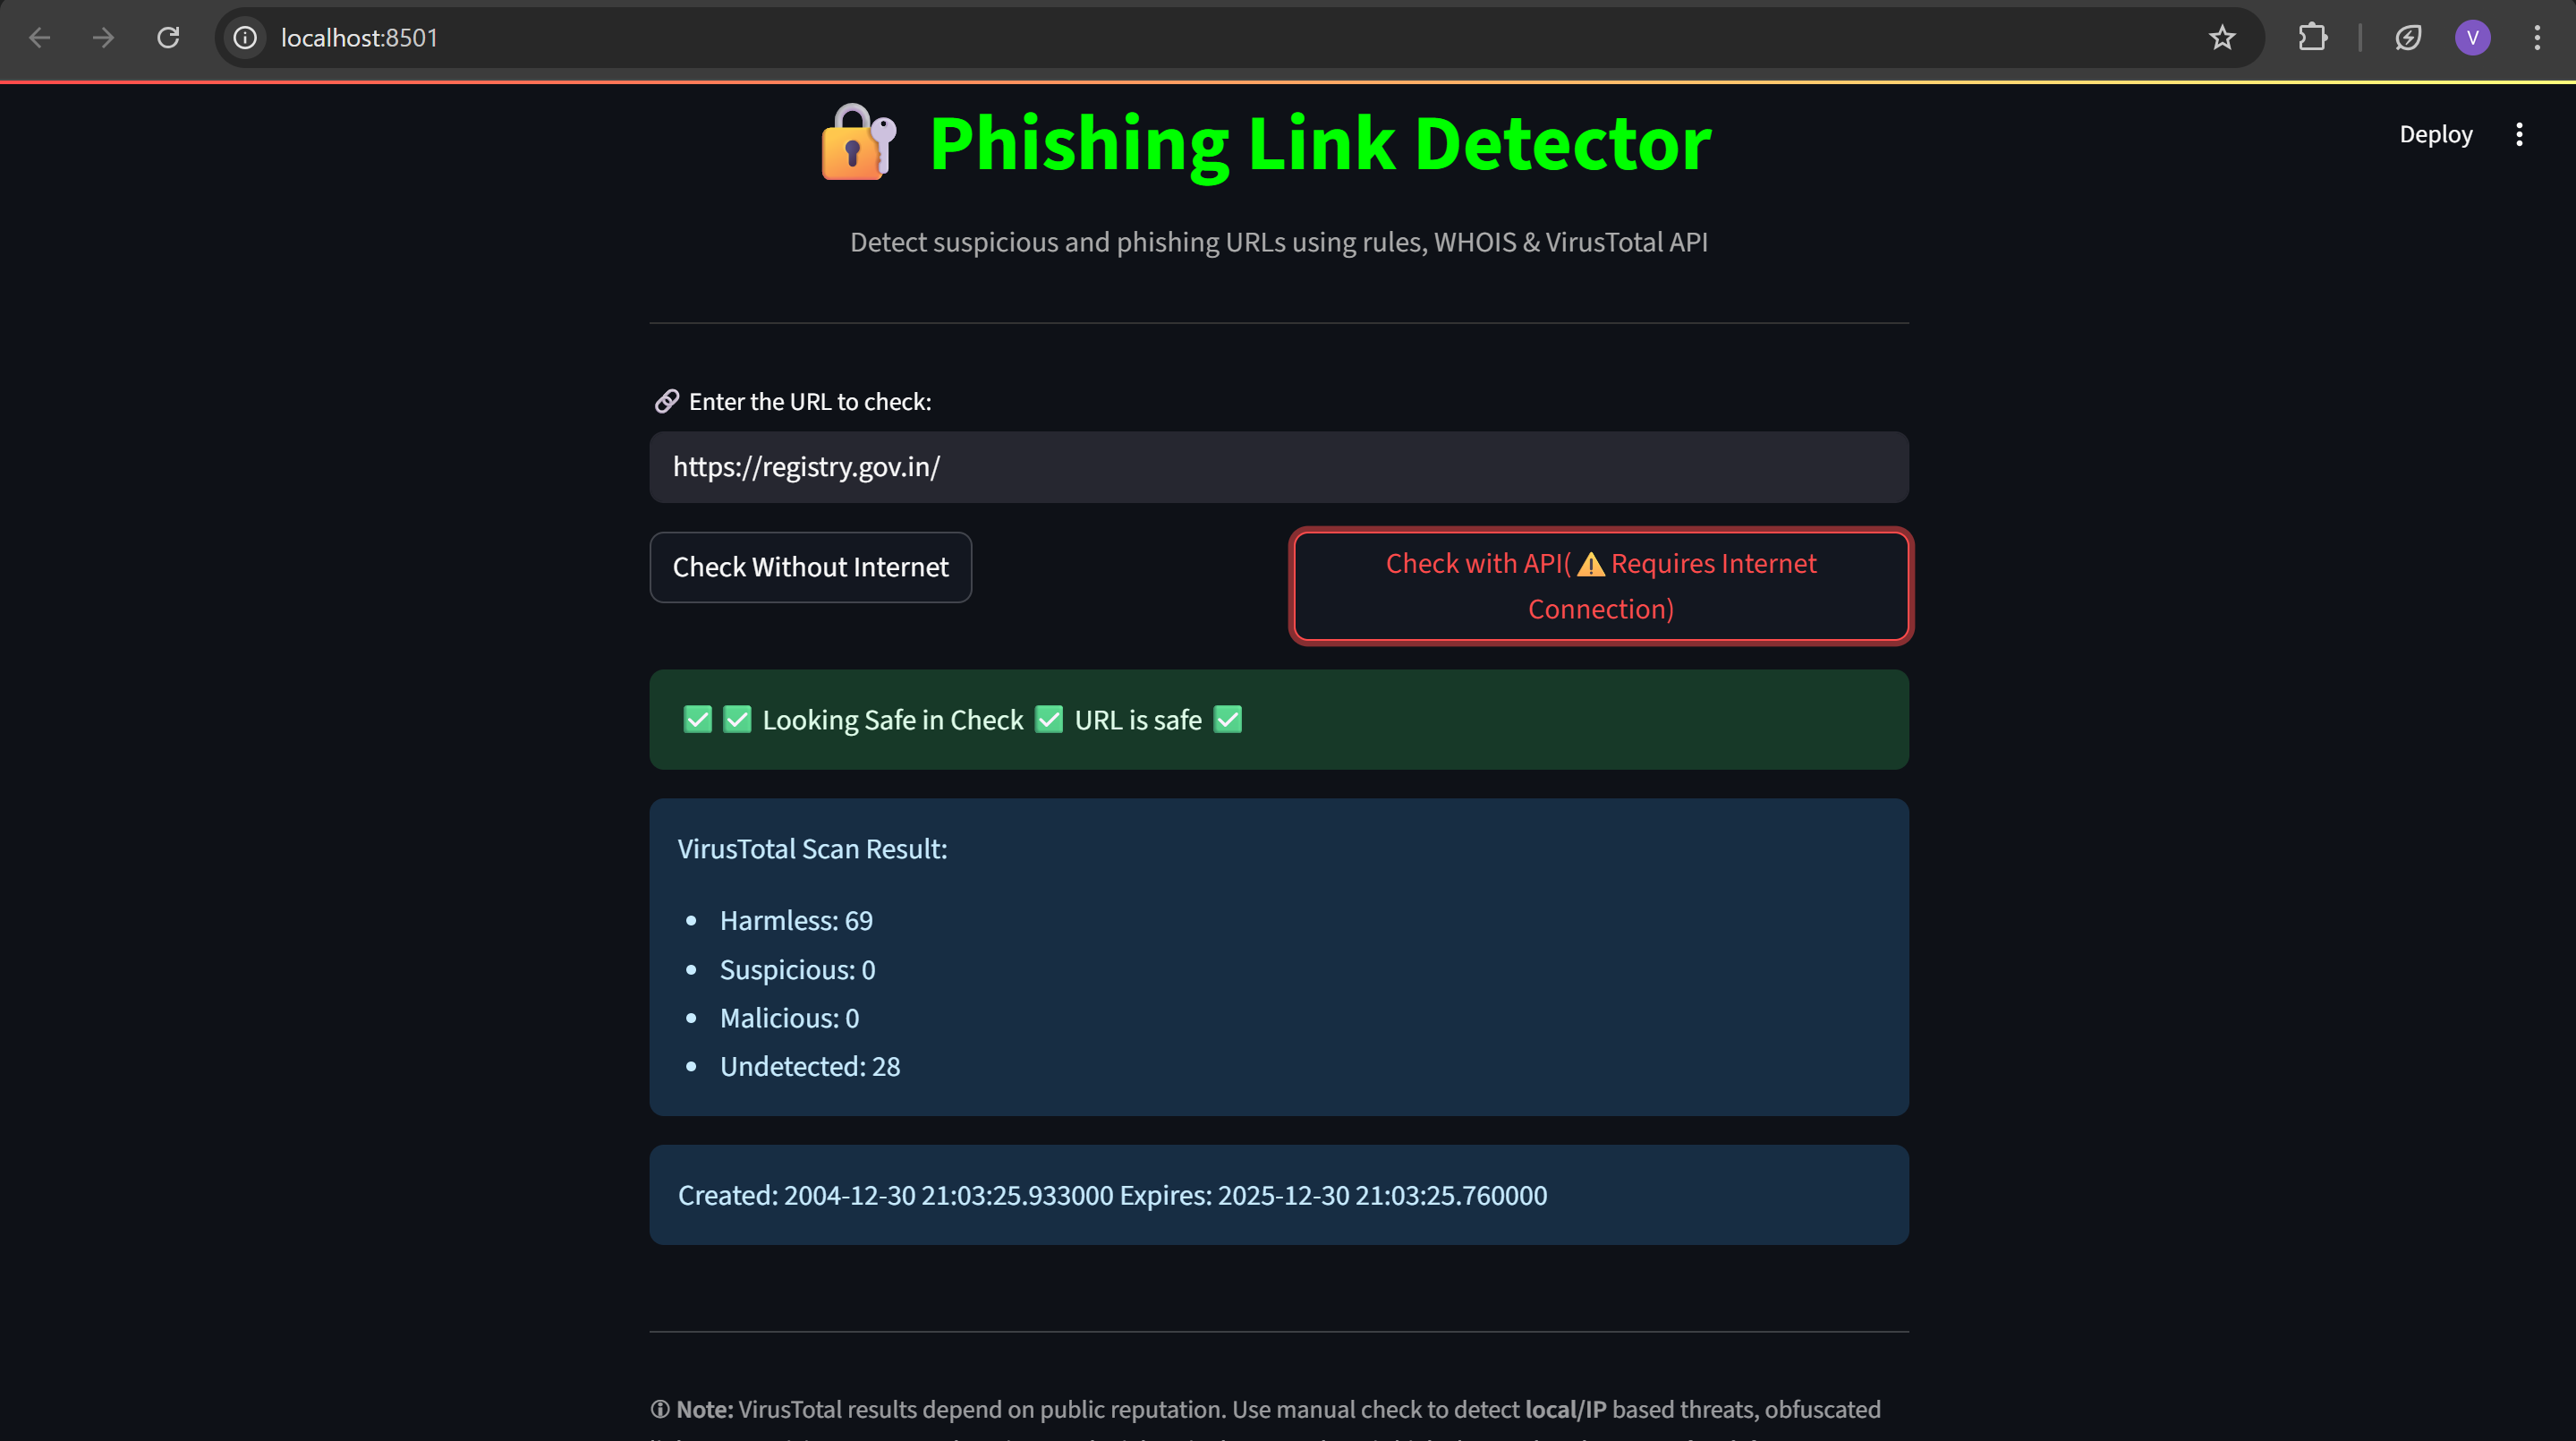 localhost:8501
V
Phishing Link Detector
Deploy
Detect suspicious and phishing URLs using rules, WHOIS & VirusTotal API
Enter the URL to check:
https://registry.gov.in/
Check Without Internet
Check with API(⚠️ Requires Internet
Connection)
✅ ✅ Looking Safe in Check ✅ URL is safe ✅
VirusTotal Scan Result:
• Harmless: 69
• Suspicious: 0
• Malicious: 0
• Undetected: 28
Created: 2004-12-30 21:03:25.933000 Expires: 2025-12-30 21:03:25.760000
Note: VirusTotal results depend on public reputation. Use manual check to detect local/IP based threats, obfuscated